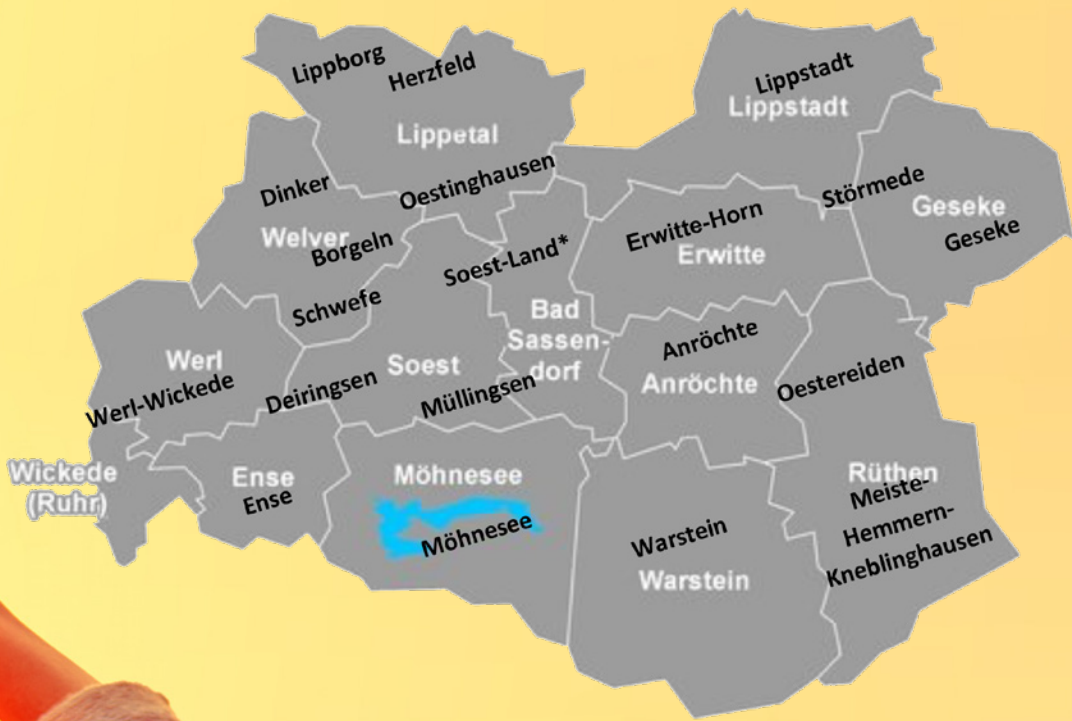 Lippborg
Herzfeld
Lippetal
Lippstadt
Lippstadt
Dinker
Oestinghausen
Welver
Borgeln
Soest-Land*
Erwitte-Horn
Erwitte
Störmede
Geseke
Geseke
Schwefe
Bad
Sassen-
dorf
Werl
Werl-Wickede
Soest
Deiringsen
Müllingsen
Anröchte
Anröchte
Oestereiden
Wickede
(Ruhr)
Ense
Ense
Möhnesee
Möhnesee
Warstein
Warstein
Rüthen
Meiste-
Hemmern-
Kneblinghausen